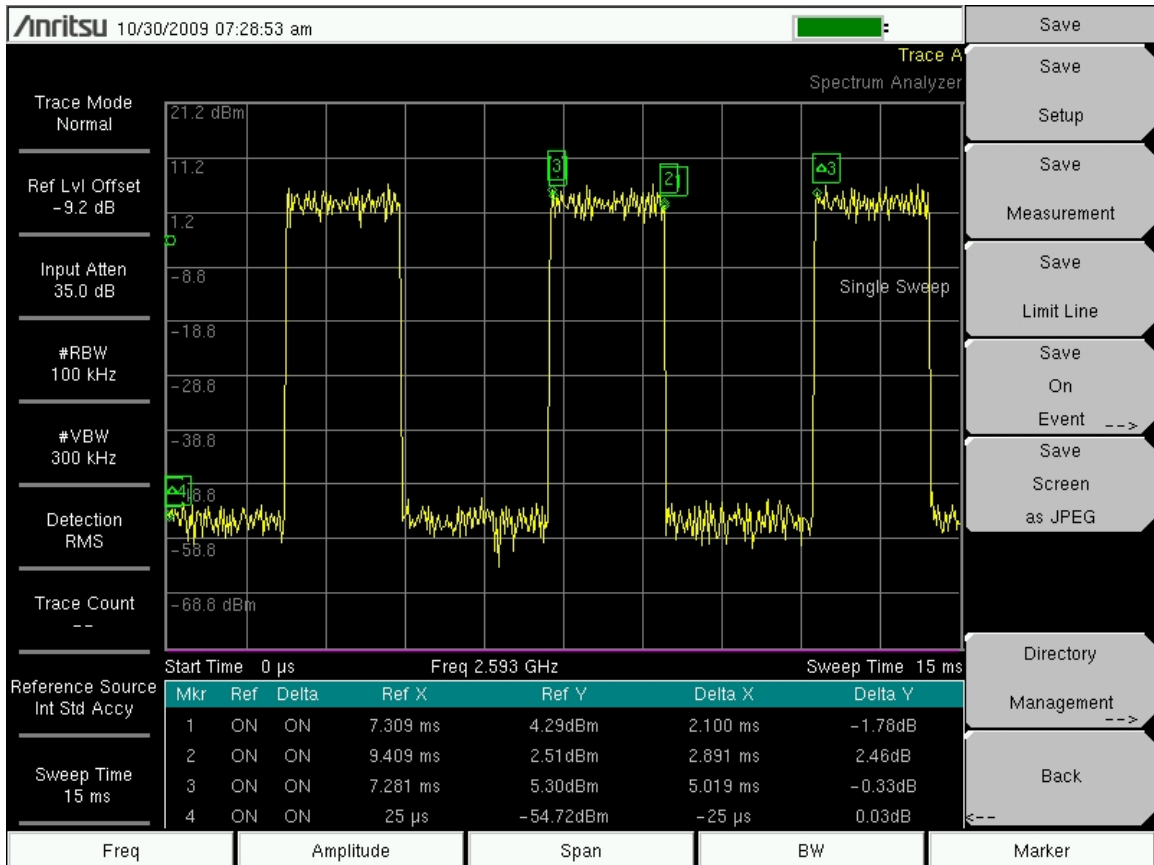 Anritsu 10/30/2009 07:28:53 am
Save
Trace A
Spectrum Analyzer
Trace Mode
Normal
Ref Lvl Offset
-9.2 dB
Input Atten
35.0 dB
#RBW
100 kHz
#VBW
300 kHz
Detection
RMS
Trace Count
--
Reference Source
Int Std Accy
Sweep Time
15 ms
21.2 dBm
11.2
1.2
-8.8
-18.8
-28.8
-38.8
8.8
-58.8
-68.8 dBm
3
2
1
Δ3
Δ4
Single Sweep
Start Time 0 µs
Freq 2.593 GHz
Sweep Time 15 ms
Mkr Ref Delta Ref X Ref Y Delta X Delta Y
1 ON ON 7.309 ms 4.29dBm 2.100 ms -1.78dB
2 ON ON 9.409 ms 2.51dBm 2.891 ms 2.46dB
3 ON ON 7.281 ms 5.30dBm 5.019 ms -0.33dB
4 ON ON 25 µs -54.72dBm -25 µs 0.03dB
Save
Setup
Save
Measurement
Save
Limit Line
Save
On
Event -->
Save
Screen
as JPEG
Directory
Management
-->
Back
<--
Freq
Amplitude
Span
BW
Marker